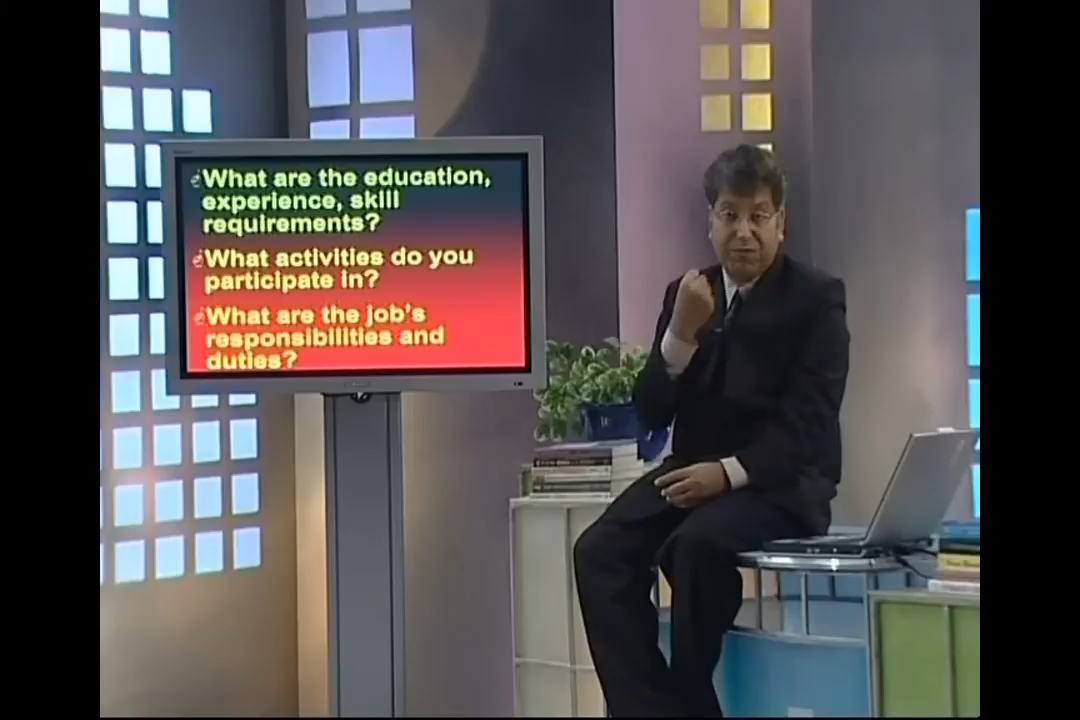 What are the education,
experience, skill
requirements?
What activities do you
participate in?
What are the job's
responsibilities and
duties?